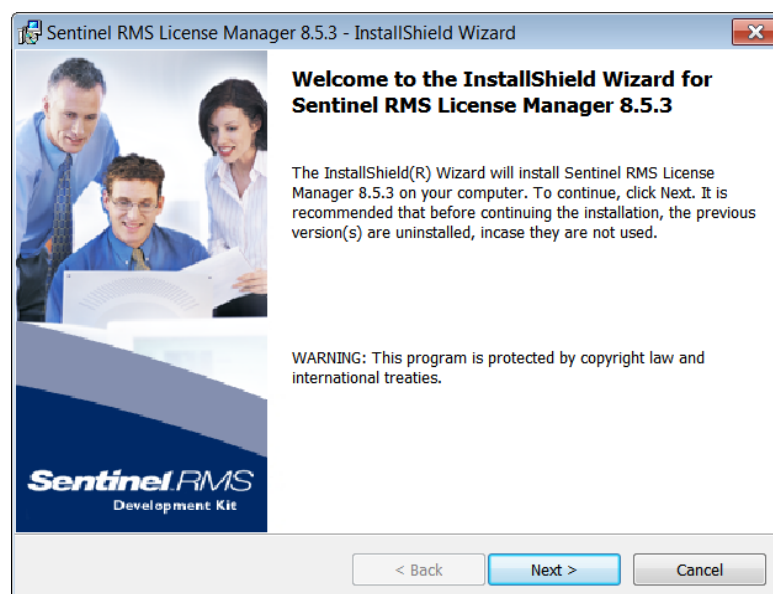 Sentinel RMS License Manager 8.5.3 - InstallShield Wizard
Welcome to the InstallShield Wizard for
Sentinel RMS License Manager 8.5.3
The InstallShield(R) Wizard will install Sentinel RMS License
Manager 8.5.3 on your computer. To continue, click Next. It is
recommended that before continuing the installation, the previous
version(s) are uninstalled, incase they are not used.
WARNING: This program is protected by copyright law and
international treaties.
Sentinel.RMS
Development Kit
< Back
Next >
Cancel